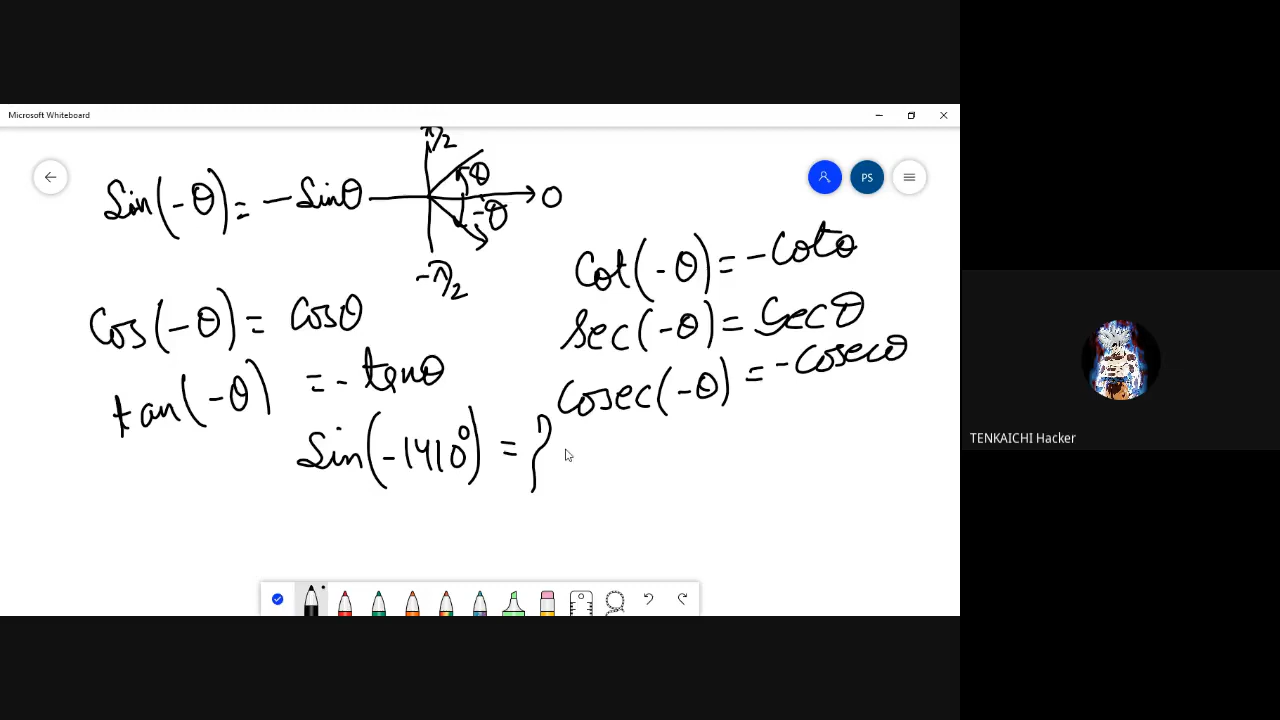 Microsoft Whiteboard
π/2
Sin(-θ) = -Sinθ
θ
-θ
0
-π/2
PS
Cot(-θ) = -Cotθ
Cos(-θ) = Cosθ
Sec(-θ) = Secθ
tan(-θ) = -tanθ
Cosec(-θ) = -Cosecθ
Sin(-1410°) = ?
TENKAICHI Hacker